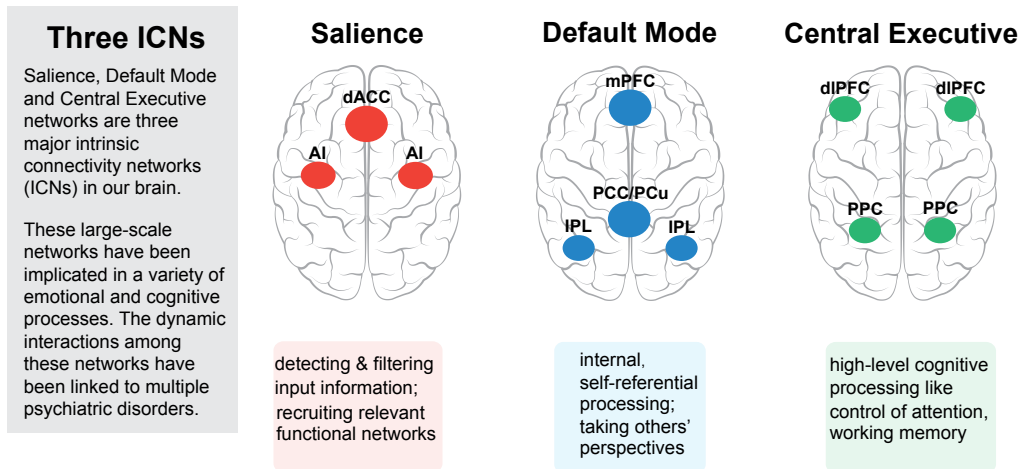 Three ICNs
Salience, Default Mode
and Central Executive
networks are three
major intrinsic
connectivity networks
(ICNs) in our brain.
These large-scale
networks have been
implicated in a variety of
emotional and cognitive
processes. The dynamic
interactions among
these networks have
been linked to multiple
psychiatric disorders.
Salience
dACC
AI
AI
detecting & filtering
input information;
recruiting relevant
functional networks
Default Mode
mPFC
PCC/PCu
IPL
IPL
internal,
self-referential
processing;
taking others’
perspectives
Central Executive
dlPFC
dlPFC
PPC
PPC
high-level cognitive
processing like
control of attention,
working memory